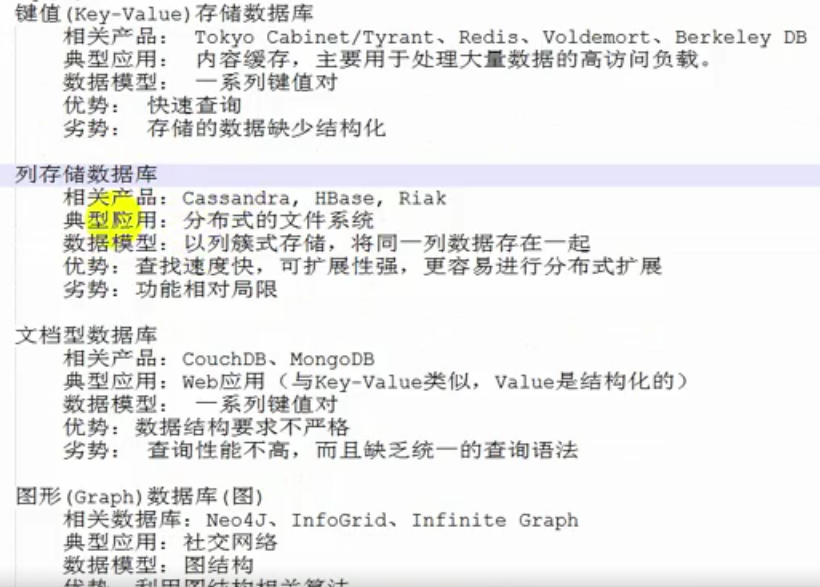 键值(Key-Value)存储数据库
相关产品： Tokyo Cabinet/Tyrant、Redis、Voldemort、Berkeley DB
典型应用： 内容缓存，主要用于处理大量数据的高访问负载。
数据模型： 一系列键值对
优势： 快速查询
劣势： 存储的数据缺少结构化
列存储数据库
相关产品：Cassandra, HBase, Riak
典型应用：分布式的文件系统
数据模型：以列簇式存储，将同一列数据存在一起
优势：查找速度快，可扩展性强，更容易进行分布式扩展
劣势：功能相对局限
文档型数据库
相关产品：CouchDB、MongoDB
典型应用：Web应用（与Key-Value类似，Value是结构化的）
数据模型： 一系列键值对
优势：数据结构要求不严格
劣势： 查询性能不高，而且缺乏统一的查询语法
图形(Graph)数据库(图)
相关数据库：Neo4J、InfoGrid、Infinite Graph
典型应用：社交网络
数据模型：图结构
优势：利用图结构相关算法